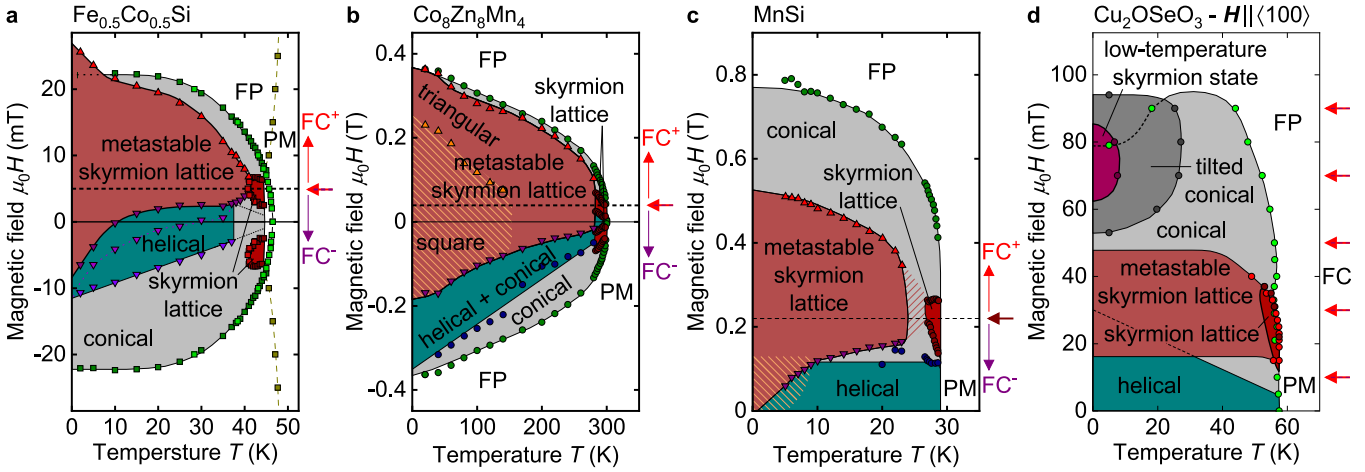 a
Fe0.5Co0.5Si
Magnetic field μ0H (mT)
20
10
0
-10
-20
FP
PM
metastable
skyrmion lattice
helical
skyrmion
lattice
conical
FC+
FC-
0 10 20 30 40 50
Tempersture T (K)
b
Co8Zn8Mn4
Magnetic field μ0H (T)
0.4
0.2
0
-0.2
-0.4
FP
skyrmion
lattice
triangular
metastable
skyrmion lattice
square
helical + conical
conical
PM
FP
FC+
FC-
0 100 200 300
Temperature T (K)
c
MnSi
Magnetic field μ0H (T)
0.8
0.6
0.4
0.2
0
FP
conical
skyrmion
lattice
metastable
skyrmion
lattice
helical
PM
FC+
FC-
0 10 20 30
Temperature T (K)
d
Cu2OSeO3 - H||⟨100⟩
Magnetic field μ0H (mT)
100
80
60
40
20
0
low-temperature
skyrmion state
FP
tilted
conical
conical
metastable
skyrmion lattice
skyrmion lattice
helical
PM
FC
0 20 40 60
Temperature T (K)